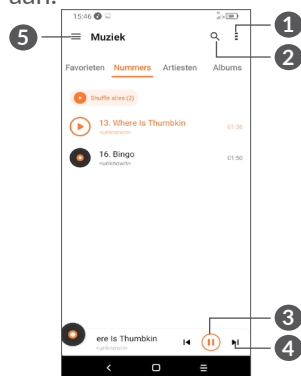 aan.
15:46
Muziek
1
2
5
Favorieten Nummers Artiesten Albums
Shuffle alles (2)
13. Where Is Thumbkin
<unknown>
01:36
16. Bingo
<unknown>
01:50
3
ere Is Thumbkin
<unknown>
4